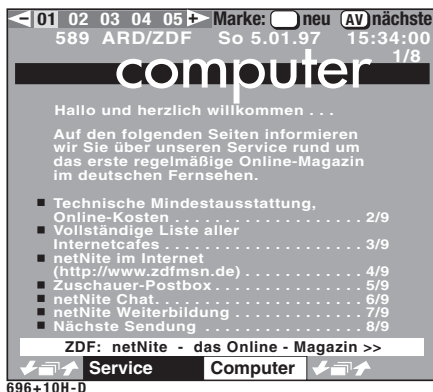 - 01 02 03 04 05 + Marke: neu AV nächste
589 ARD/ZDF So 5.01.97 15:34:00
1/8
computer
Hallo und herzlich willkommen . . .
Auf den folgenden Seiten informieren
wir Sie über unseren Service rund um
das erste regelmäßige Online-Magazin
im deutschen Fernsehen.
■ Technische Mindestausstattung,
Online-Kosten . . . . . . . . . . . . . . . . . . . 2/9
■ Vollständige Liste aller
Internetcafes . . . . . . . . . . . . . . . . . . . . 3/9
■ netNite im Internet
(http://www.zdfmsn.de) . . . . . . . . . . . . 4/9
■ Zuschauer-Postbox . . . . . . . . . . . . . . . 5/9
■ netNite Chat. . . . . . . . . . . . . . . . . . . . . 6/9
■ netNite Weiterbildung . . . . . . . . . . . . 7/9
■ Nächste Sendung . . . . . . . . . . . . . . . . 8/9
ZDF: netNite - das Online - Magazin >>
Service Computer
696+10H-D